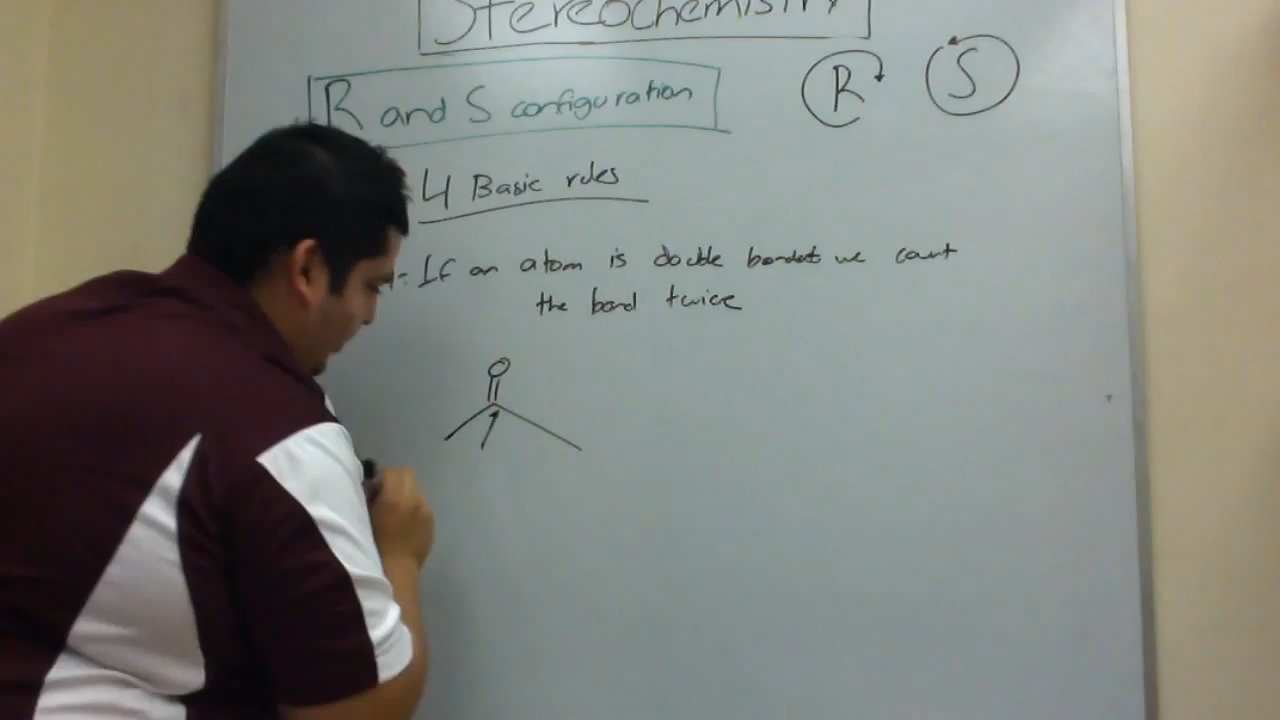 Stereochemistry
R and S configuration
R
S
4 Basic rules
- If an atom is double bonded we count
the bond twice
O